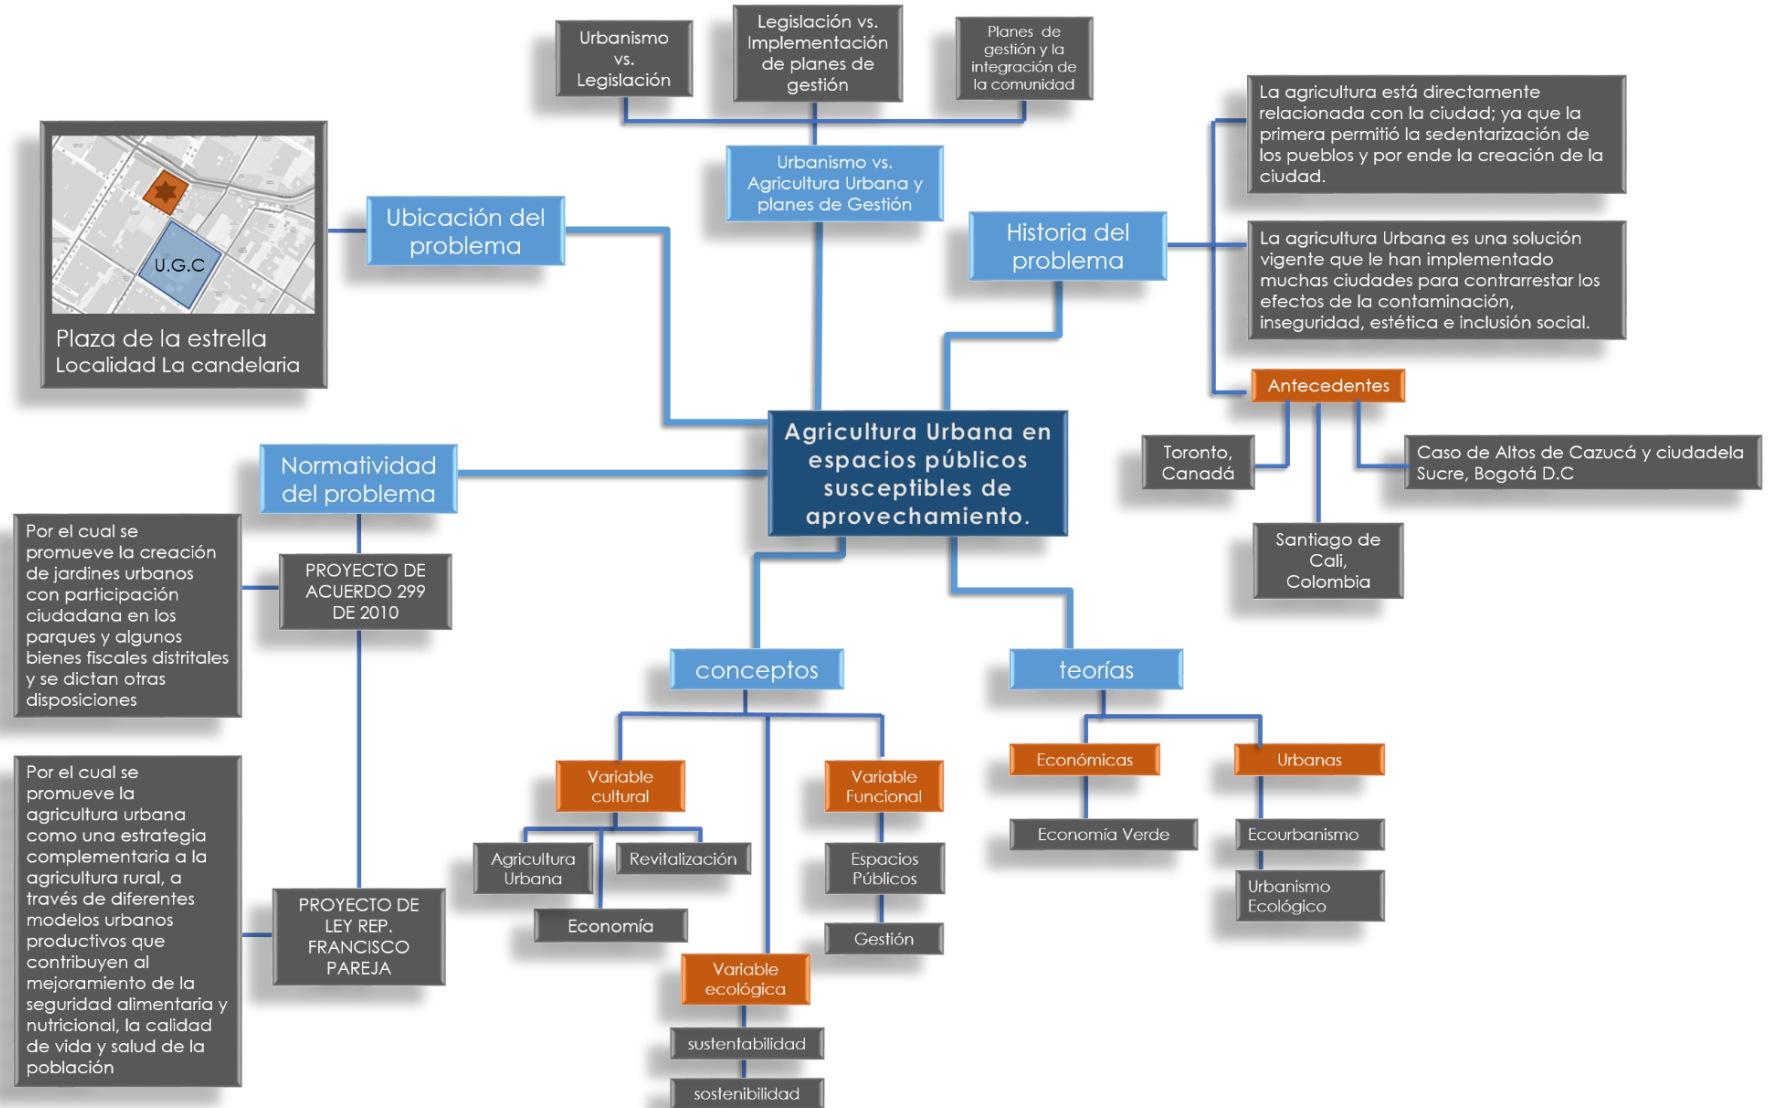 Urbanismo
vs.
Legislación
Legislación vs.
Implementación
de planes de
gestión
Planes de
gestión y la
integración de
la comunidad
Urbanismo vs.
Agricultura Urbana y
planes de Gestión
U.G.C
Plaza de la estrella
Localidad La candelaria
Ubicación del
problema
Historia del
problema
La agricultura está directamente
relacionada con la ciudad; ya que la
primera permitió la sedentarización de
los pueblos y por ende la creación de la
ciudad.
La agricultura Urbana es una solución
vigente que le han implementado
muchas ciudades para contrarrestar los
efectos de la contaminación,
inseguridad, estética e inclusión social.
Antecedentes
Toronto,
Canadá
Caso de Altos de Cazucá y ciudadela
Sucre, Bogotá D.C
Santiago de
Cali,
Colombia
Agricultura Urbana en
espacios públicos
susceptibles de
aprovechamiento.
Normatividad
del problema
Por el cual se
promueve la creación
de jardines urbanos
con participación
ciudadana en los
parques y algunos
bienes fiscales distritales
y se dictan otras
disposiciones
PROYECTO DE
ACUERDO 299
DE 2010
Por el cual se
promueve la
agricultura urbana
como una estrategia
complementaria a la
agricultura rural, a
través de diferentes
modelos urbanos
productivos que
contribuyen al
mejoramiento de la
seguridad alimentaria y
nutricional, la calidad
de vida y salud de la
población
PROYECTO DE
LEY REP.
FRANCISCO
PAREJA
conceptos
Variable
cultural
Agricultura
Urbana
Revitalización
Economía
Variable
Funcional
Espacios
Públicos
Gestión
Variable
ecológica
sustentabilidad
sostenibilidad
teorías
Económicas
Economía Verde
Urbanas
Ecourbanismo
Urbanismo
Ecológico